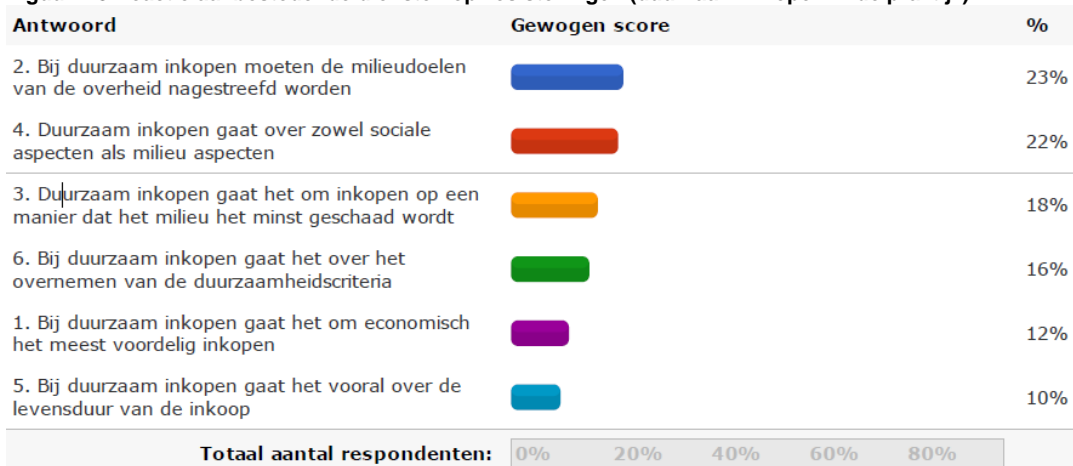 Antwoord Gewogen score %
2. Bij duurzaam inkopen moeten de milieudoelen
van de overheid nagestreefd worden 23%
4. Duurzaam inkopen gaat over zowel sociale
aspecten als milieu aspecten 22%
3. Duurzaam inkopen gaat het om inkopen op een
manier dat het milieu het minst geschaad wordt 18%
6. Bij duurzaam inkopen gaat het over het
overnemen van de duurzaamheidscriteria 16%
1. Bij duurzaam inkopen gaat het om economisch
het meest voordelig inkopen 12%
5. Bij duurzaam inkopen gaat het vooral over de
levensduur van de inkoop 10%
Totaal aantal respondenten: 0% 20% 40% 60% 80%